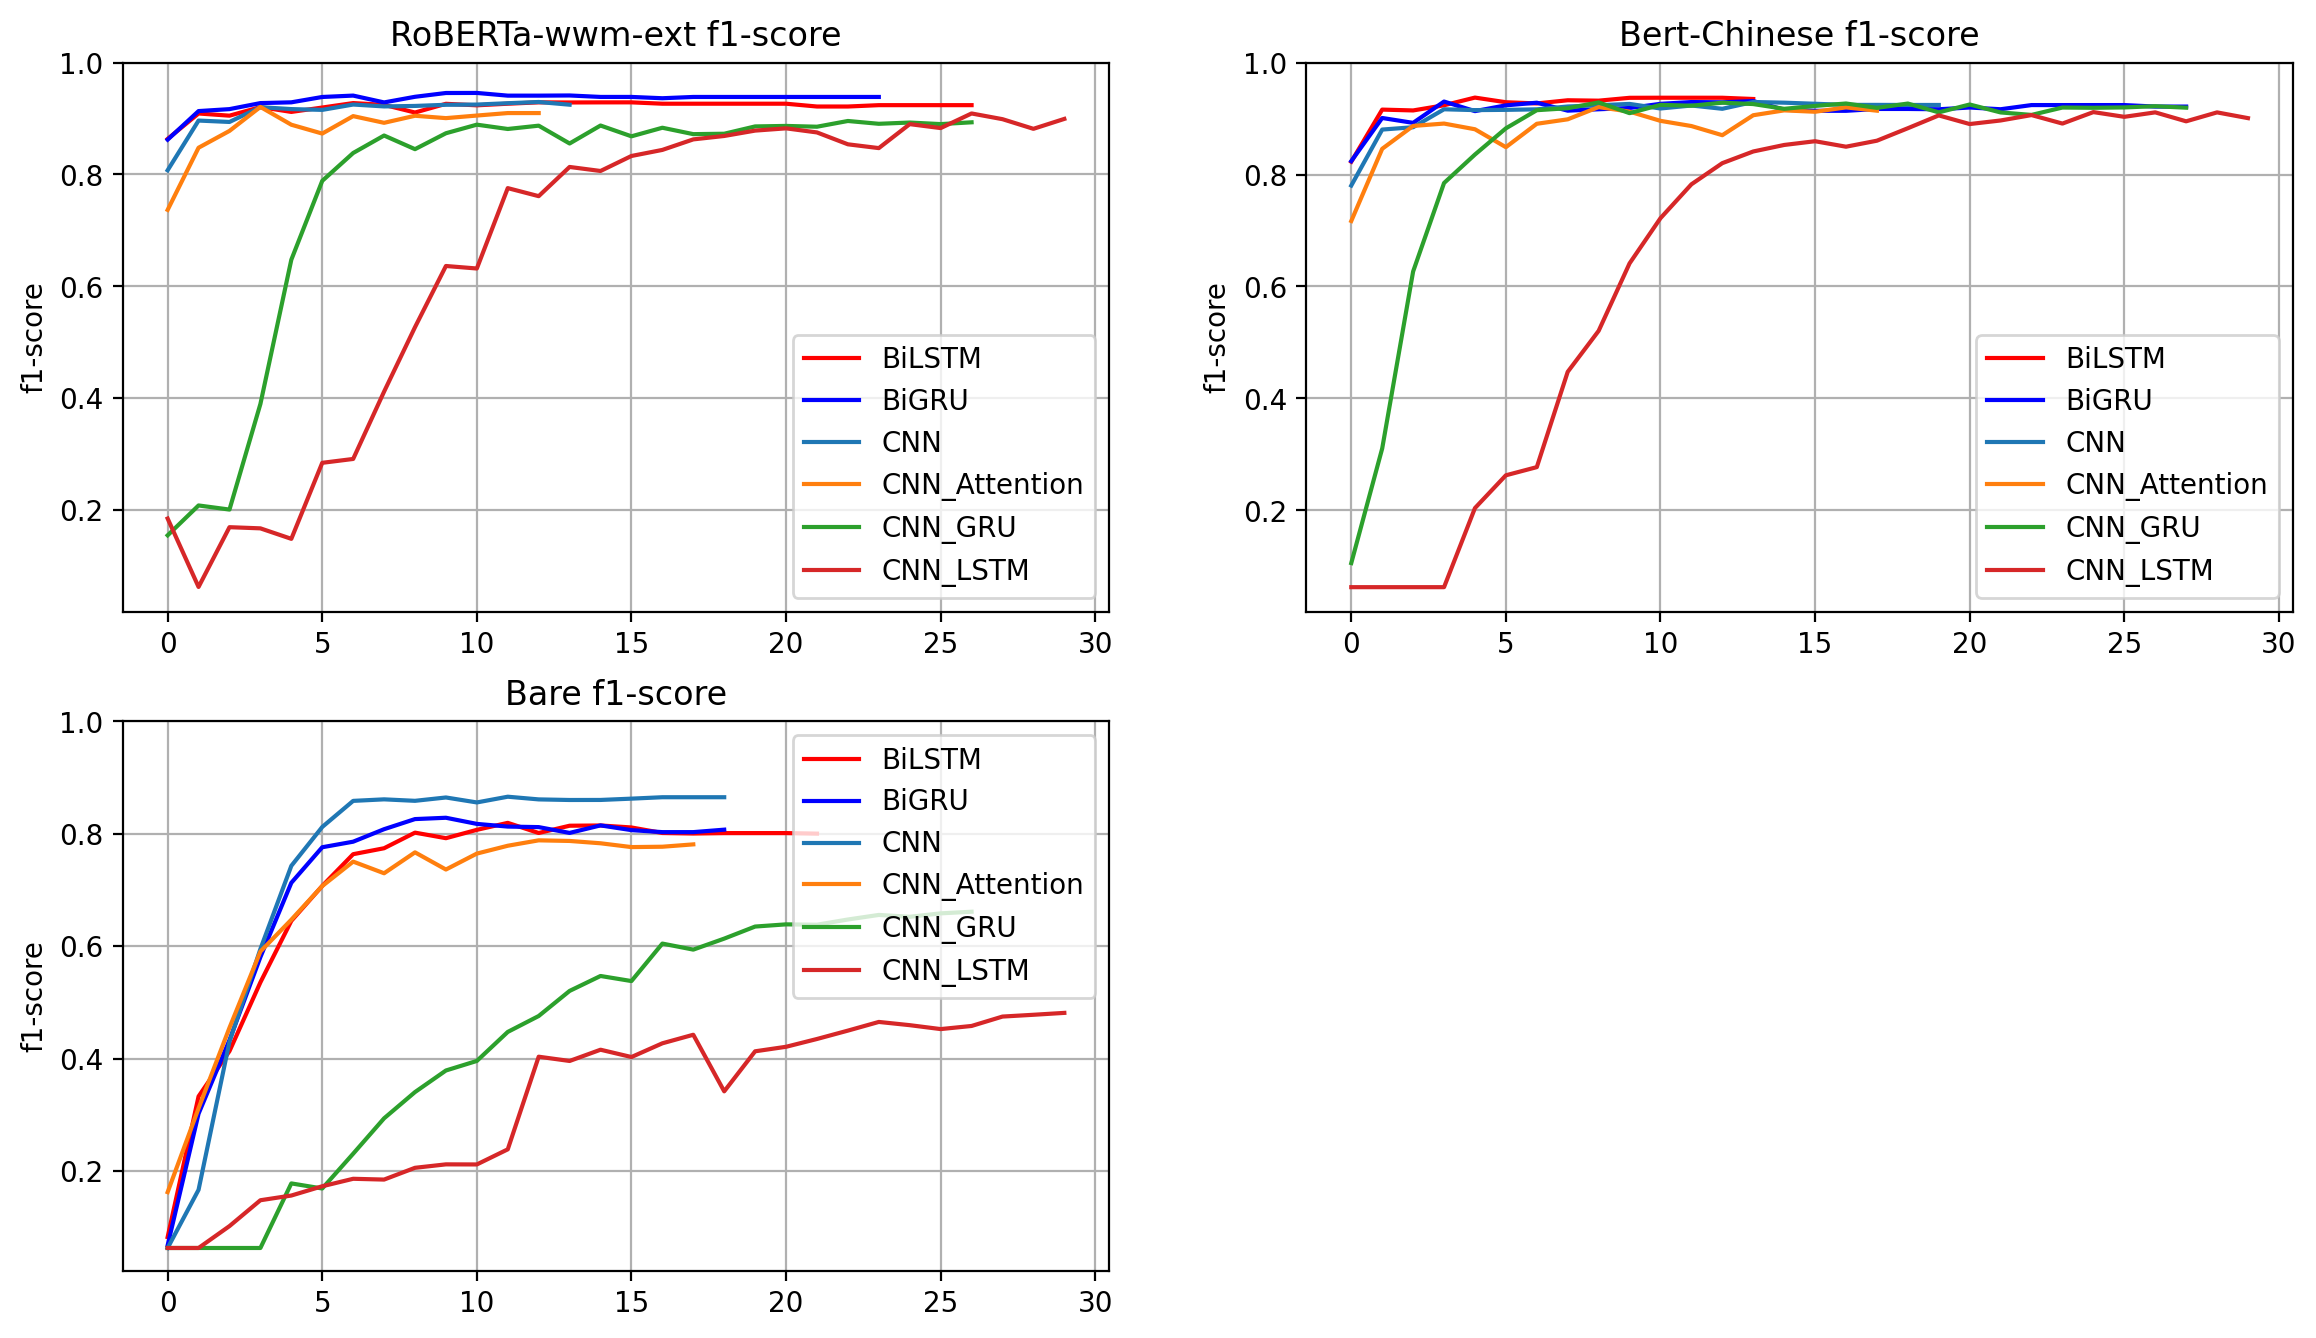 RoBERTa-wwm-ext f1-score
f1-score
1.0
0.8
0.6
0.4
0.2
0 5 10 15 20 25 30
BiLSTM
BiGRU
CNN
CNN_Attention
CNN_GRU
CNN_LSTM
Bert-Chinese f1-score
f1-score
1.0
0.8
0.6
0.4
0.2
0 5 10 15 20 25 30
BiLSTM
BiGRU
CNN
CNN_Attention
CNN_GRU
CNN_LSTM
Bare f1-score
f1-score
1.0
0.8
0.6
0.4
0.2
0 5 10 15 20 25 30
BiLSTM
BiGRU
CNN
CNN_Attention
CNN_GRU
CNN_LSTM